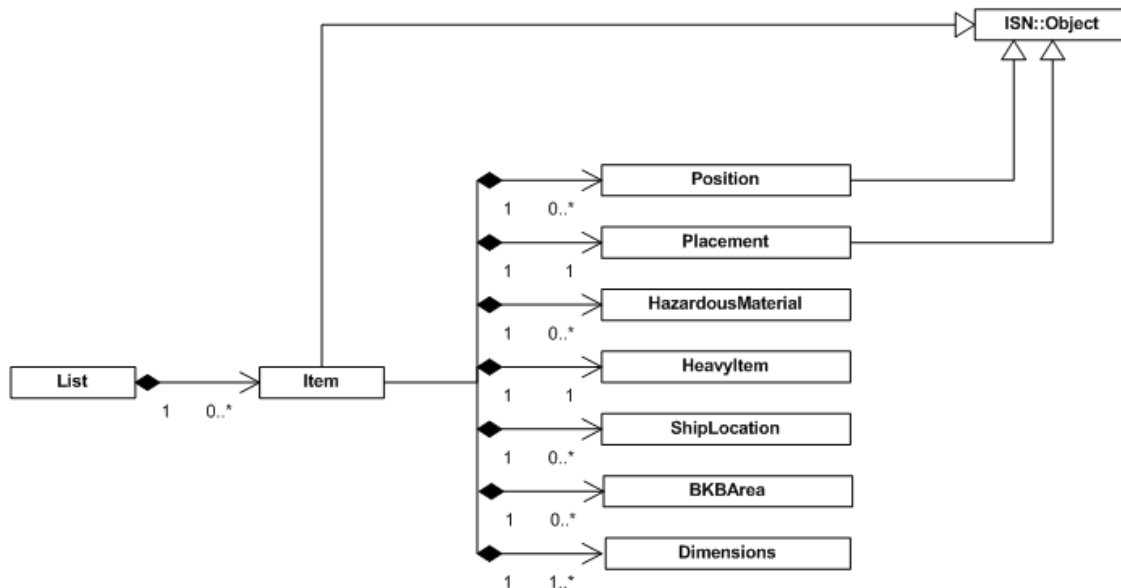 ISN::Object
Position
1 0..*
Placement
1 1
HazardousMaterial
1 0..*
List
1 0..*
Item
HeavyItem
1 1
ShipLocation
1 0..*
BKBArea
1 0..*
Dimensions
1 1..*